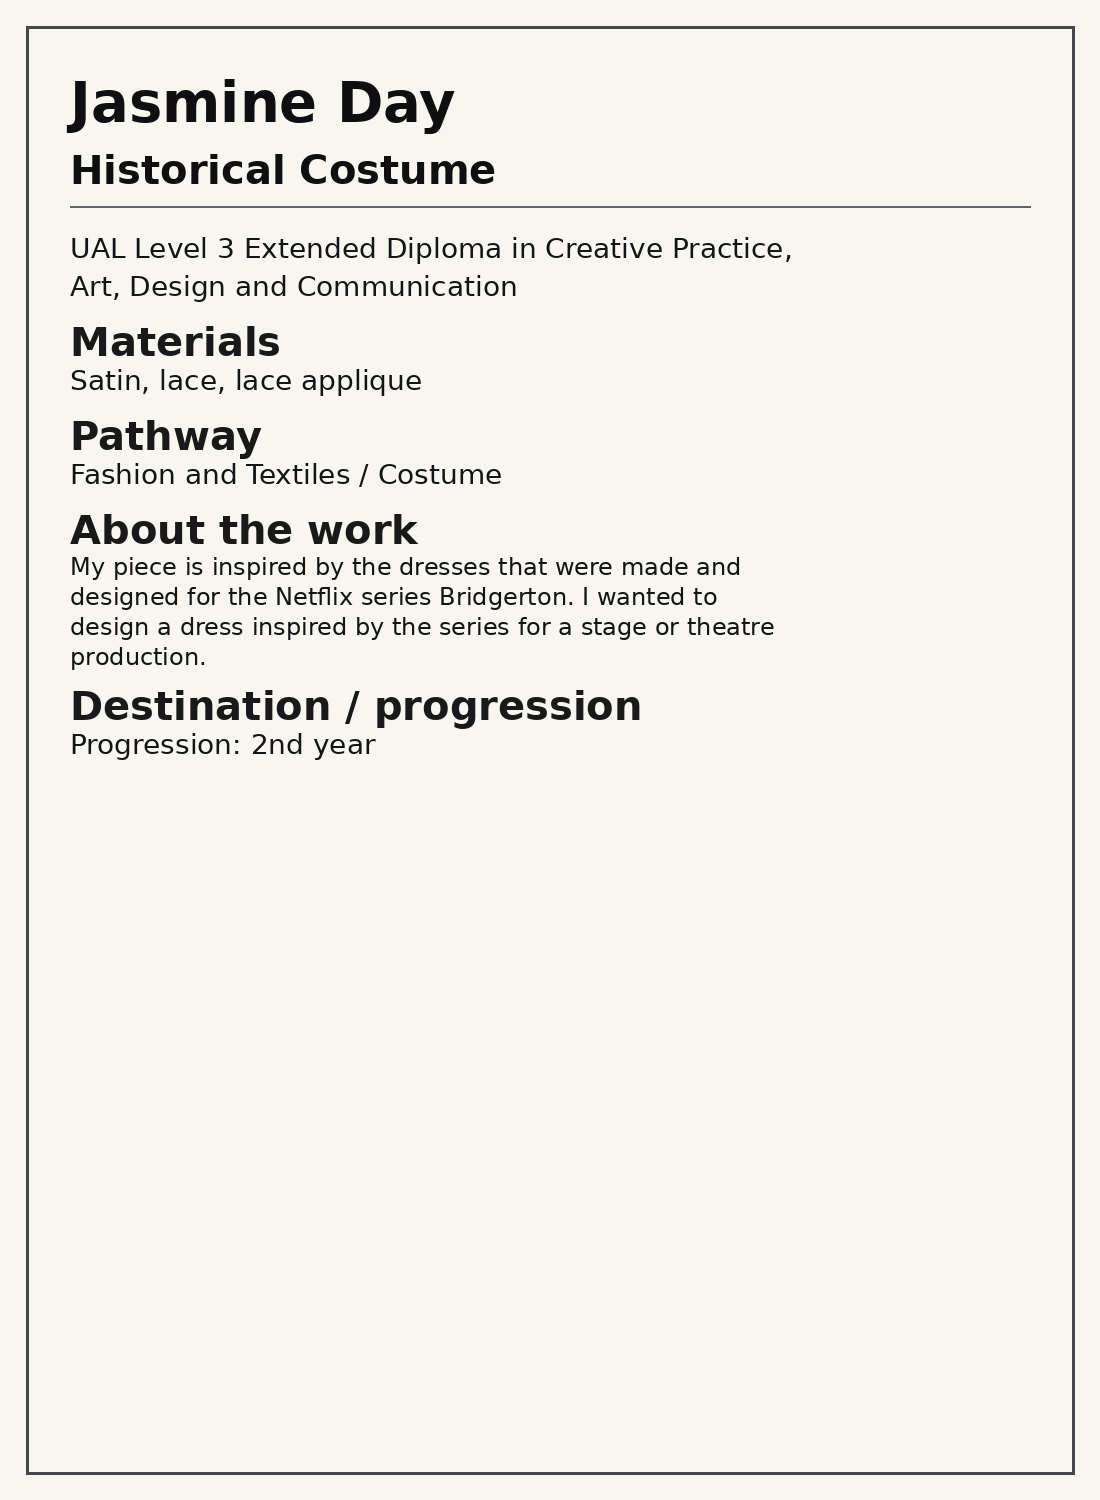 Jasmine Day
Historical Costume
UAL Level 3 Extended Diploma in Creative Practice,
Art, Design and Communication
Materials
Satin, lace, lace applique
Pathway
Fashion and Textiles / Costume
About the work
My piece is inspired by the dresses that were made and
designed for the Netflix series Bridgerton. I wanted to
design a dress inspired by the series for a stage or theatre
production.
Destination / progression
Progression: 2nd year